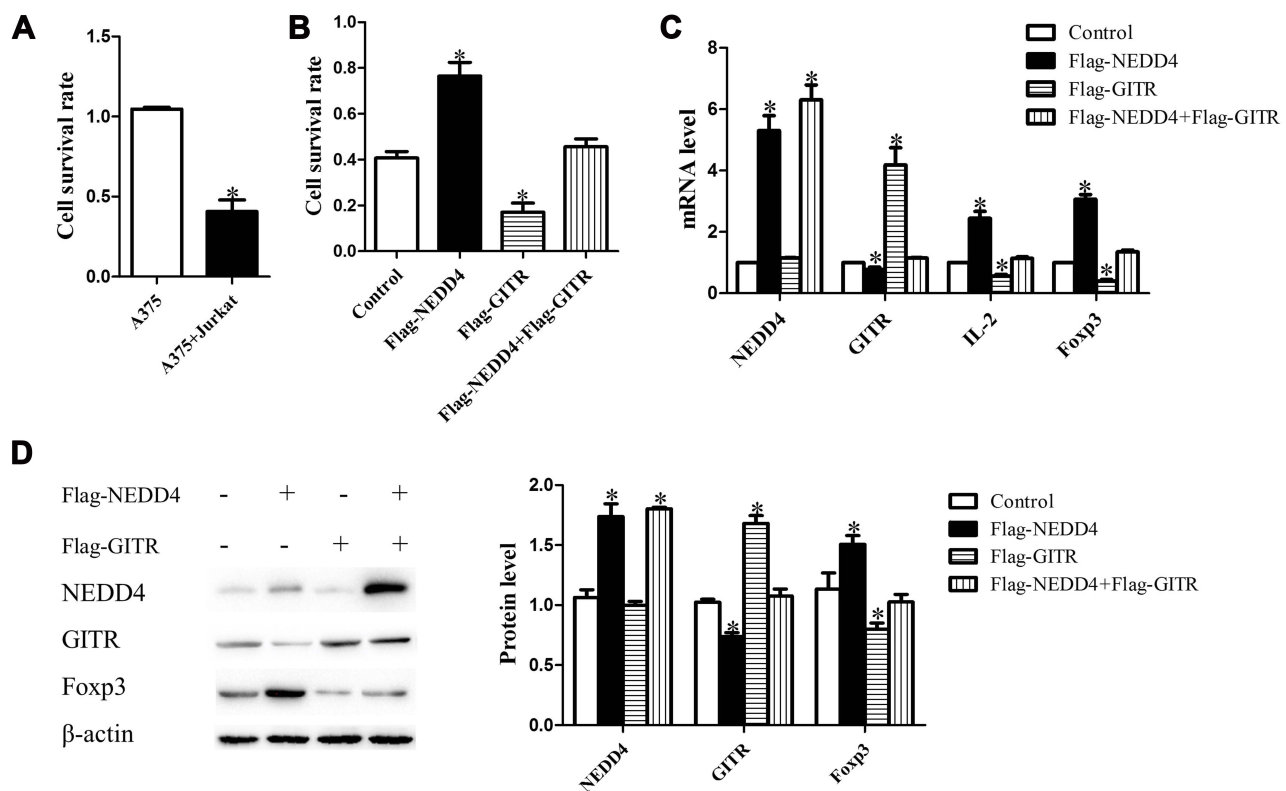 A
1.5
1.0
0.5
0.0
Cell survival rate
*
A375
A375+Jurkat
B
1.0
0.8
0.6
0.4
0.2
0.0
Cell survival rate
*
*
Control
Flag-NEDD4
Flag-GITR
Flag-NEDD4+Flag-GITR
C
Control
Flag-NEDD4
Flag-GITR
Flag-NEDD4+Flag-GITR
8
6
4
2
0
mRNA level
* * * * * * * *
NEDD4
GITR
IL-2
Foxp3
D
Flag-NEDD4 - + - +
Flag-GITR - - + +
NEDD4
GITR
Foxp3
β-actin
2.0
1.5
1.0
0.5
0.0
Protein level
* * * * * *
NEDD4
GITR
Foxp3
Control
Flag-NEDD4
Flag-GITR
Flag-NEDD4+Flag-GITR